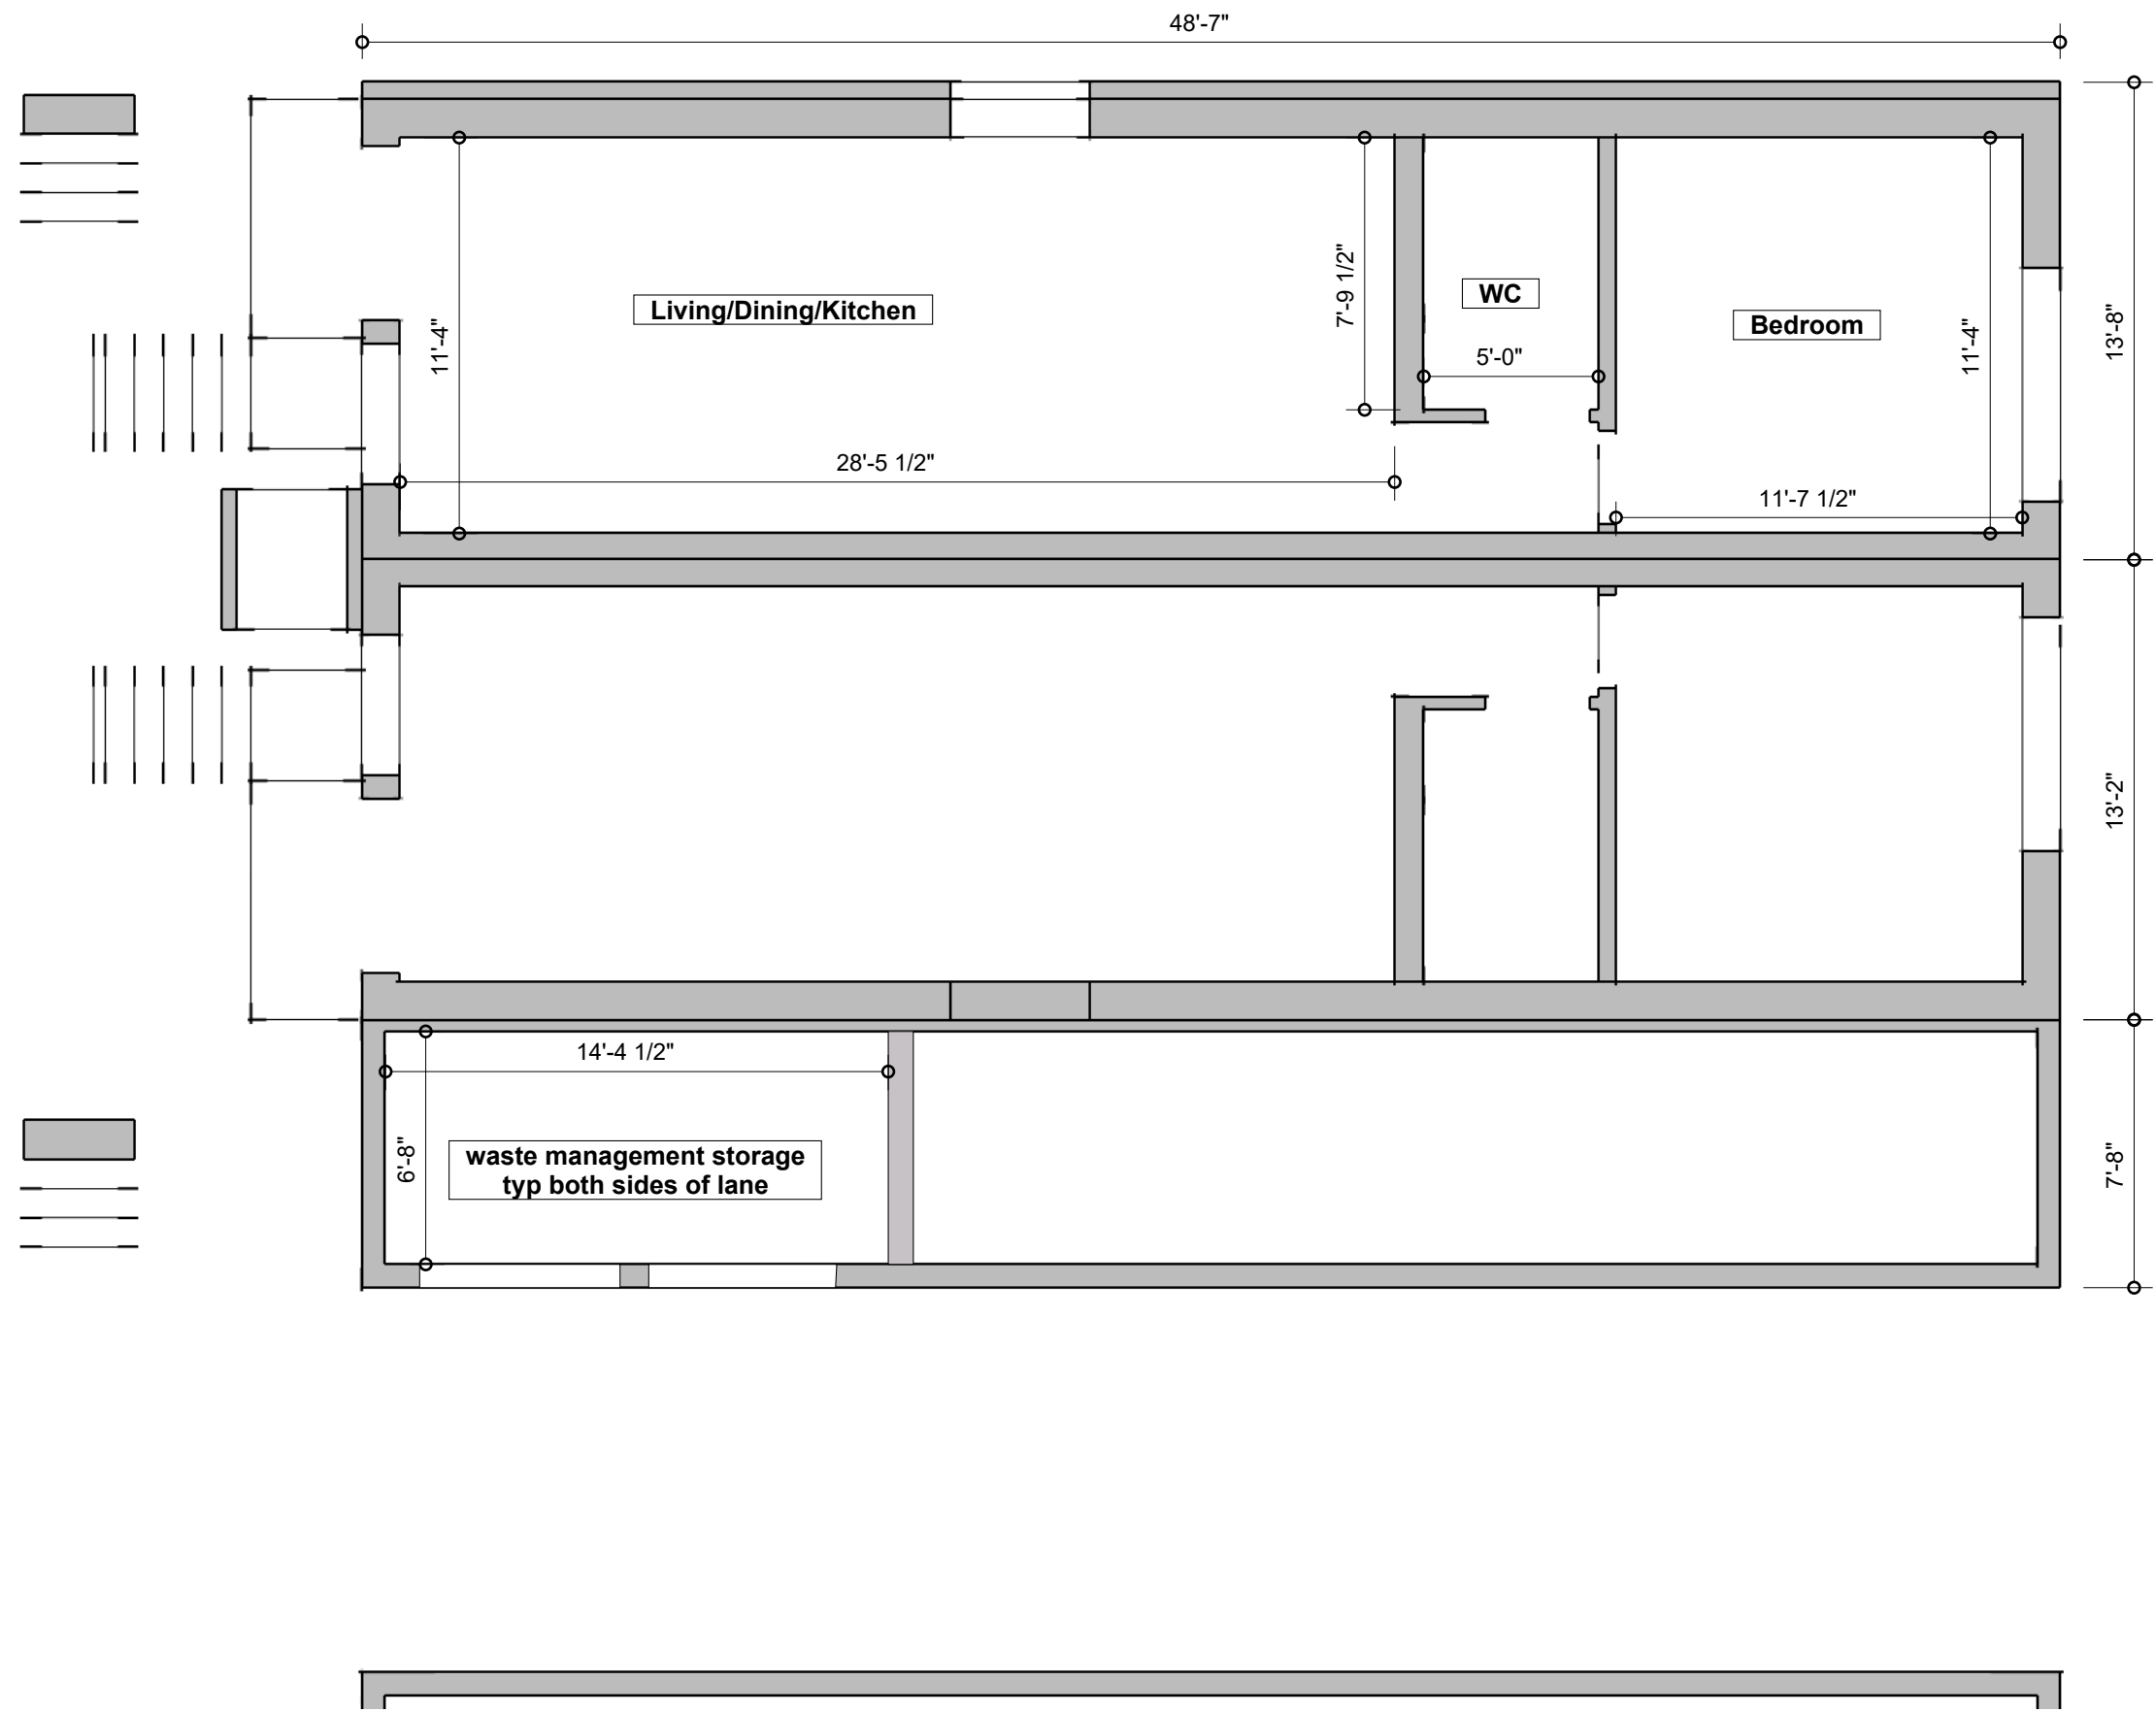 48'-7"
Living/Dining/Kitchen
WC
Bedroom
11'-4"
7'-9 1/2"
5'-0"
11'-4"
13'-8"
28'-5 1/2"
11'-7 1/2"
13'-2"
14'-4 1/2"
6'-8"
waste management storage
typ both sides of lane
7'-8"